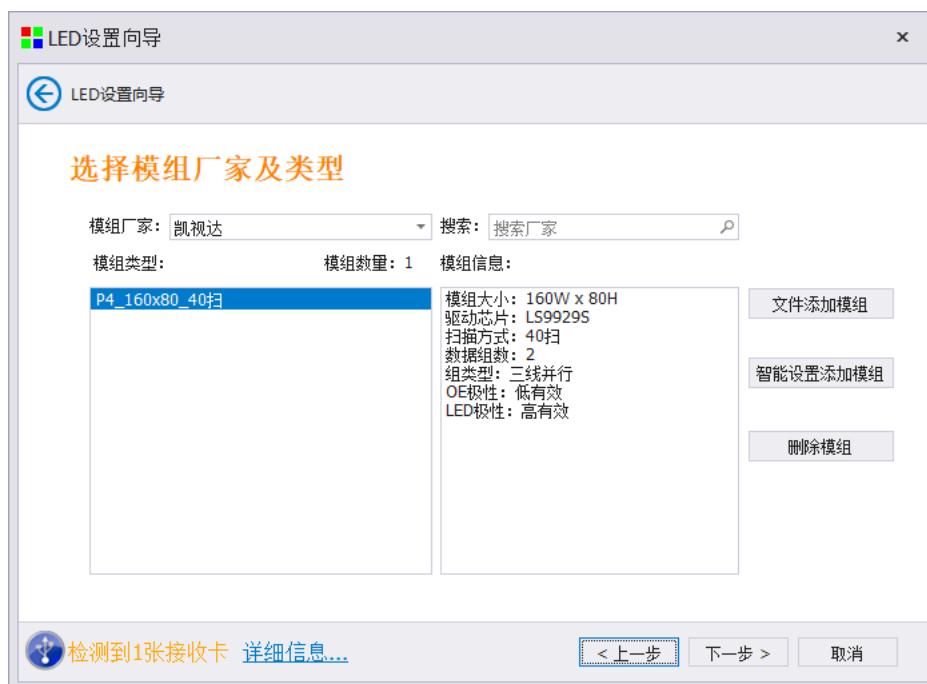 LED设置向导
LED设置向导
选择模组厂家及类型
模组厂家: 凯视达 搜索: 搜索厂家
模组类型: 模组数量: 1 模组信息:
P4_160x80_40扫
模组大小: 160W x 80H
驱动芯片: LS9929S
扫描方式: 40扫
数据组数: 2
组类型: 三线并行
OE极性: 低有效
LED极性: 高有效
文件添加模组
智能设置添加模组
删除模组
检测到1张接收卡 详细信息... <上一步 下一步 > 取消